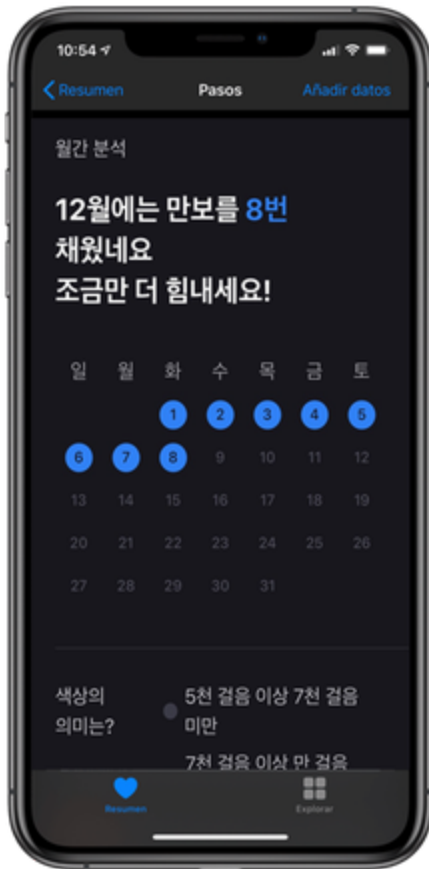 10:54
Resumen Pasos Añadir datos
월간 분석
12월에는 만보를 8번
채웠네요
조금만 더 힘내세요!
일 월 화 수 목 금 토
1 2 3 4 5
6 7 8 9 10 11 12
13 14 15 16 17 18 19
20 21 22 23 24 25 26
27 28 29 30 31
색상의 5천 걸음 이상 7천 걸음
의미는? 미만
7천 걸음 이상 만 걸음
Resumen Explorar